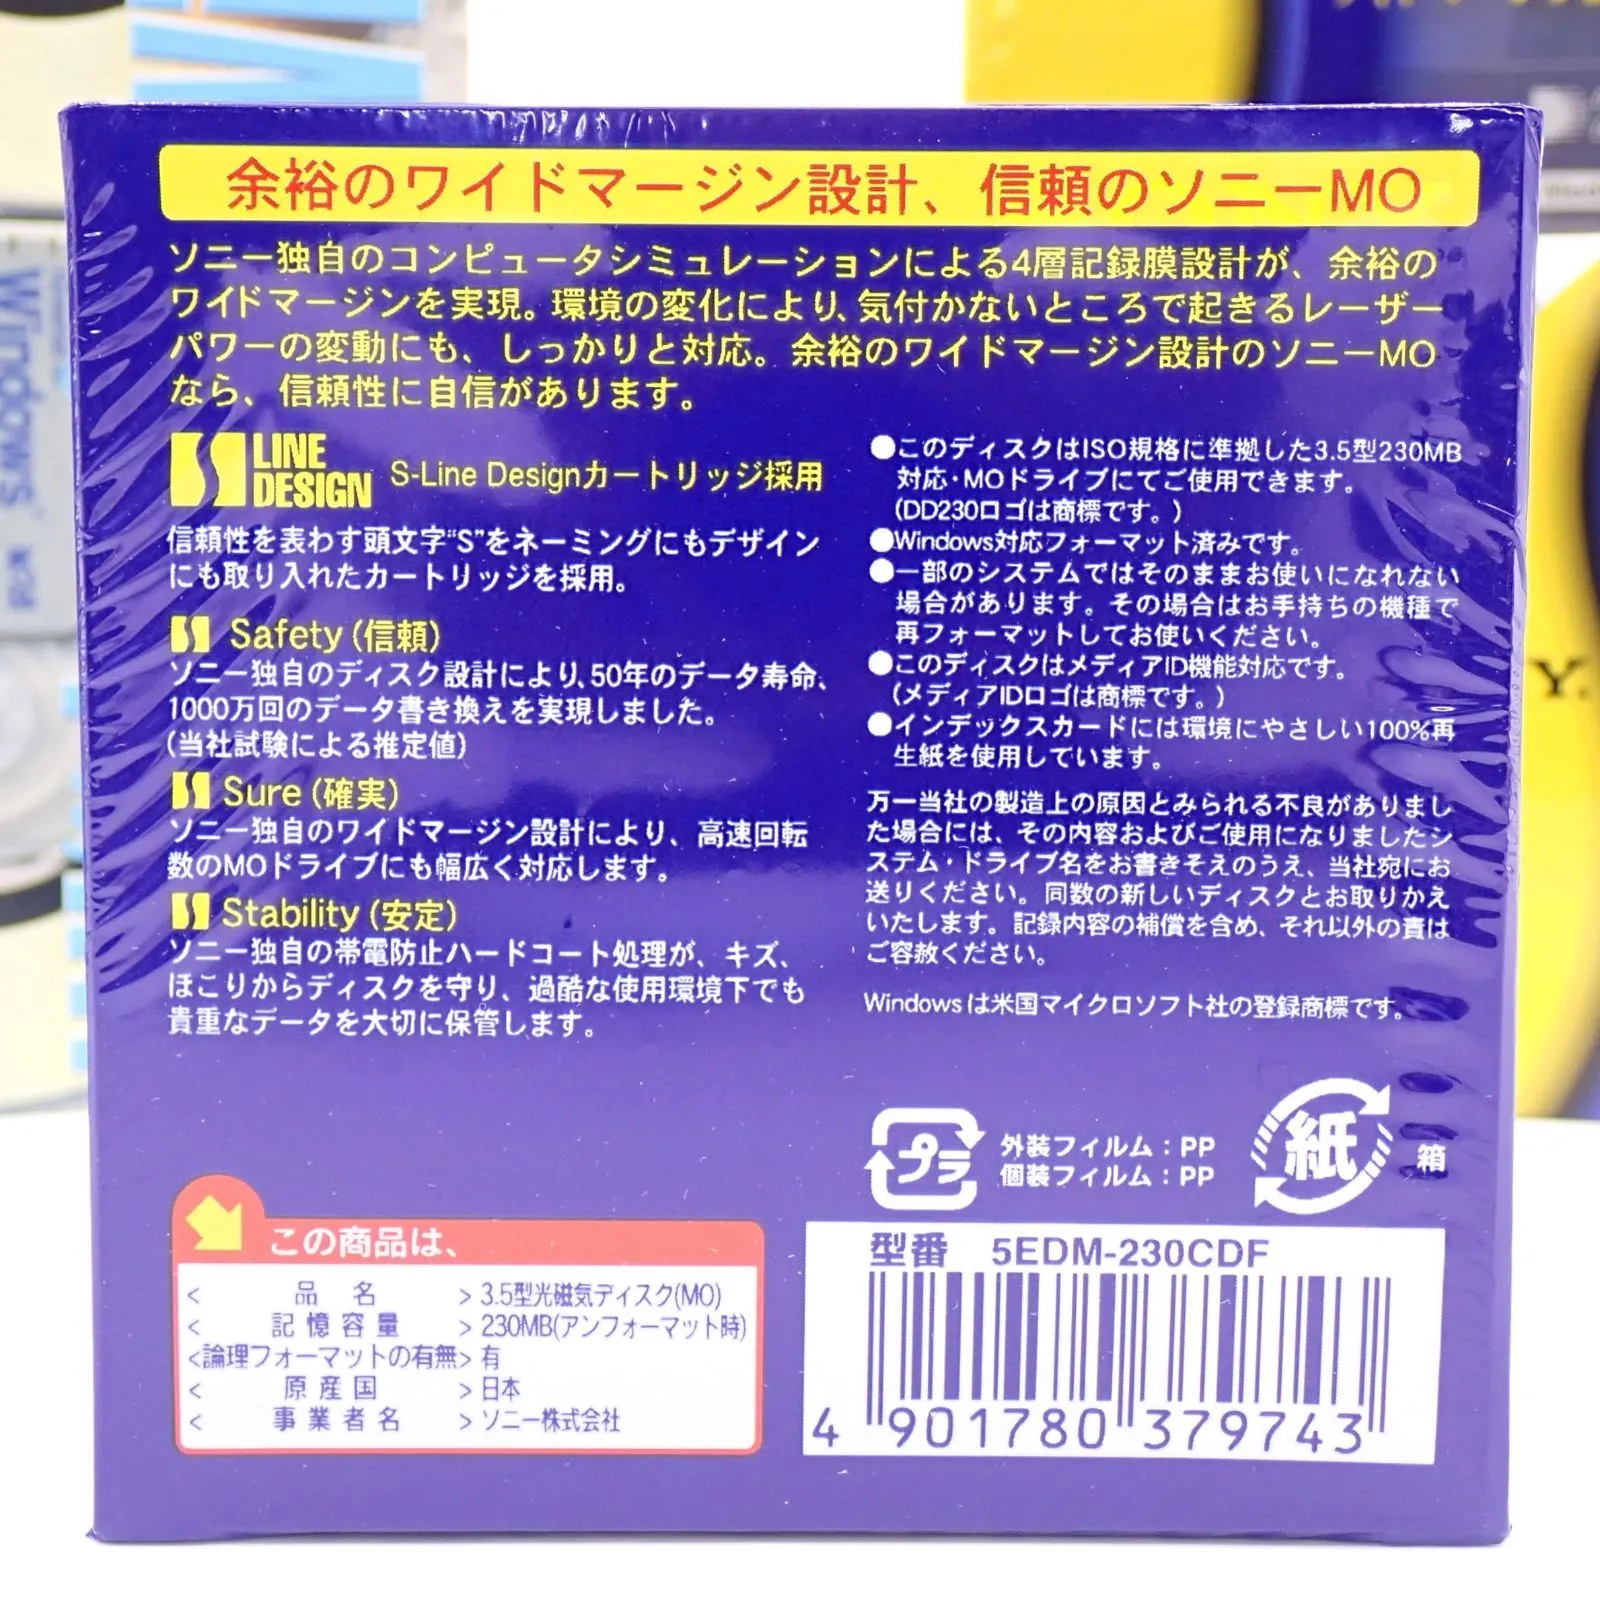 余裕のワイドマージン設計、信頼のソニーMO
ソニー独自のコンピュータシミュレーションによる4層記録膜設計が、余裕の
ワイドマージンを実現。環境の変化により、気付かないところで起きるレーザー
パワーの変動にも、しっかりと対応。余裕のワイドマージン設計のソニーMO
なら、信頼性に自信があります。
LINE
DESIGN
S-Line Designカートリッジ採用
信頼性を表わす頭文字“S”をネーミングにもデザイン
にも取り入れたカートリッジを採用。
Safety (信頼)
ソニー独自のディスク設計により、50年のデータ寿命、
1000万回のデータ書き換えを実現しました。
(当社試験による推定値)
Sure (確実)
ソニー独自のワイドマージン設計により、高速回転
数のMOドライブにも幅広く対応します。
Stability (安定)
ソニー独自の帯電防止ハードコート処理が、キズ、
ほこりからディスクを守り、過酷な使用環境下でも
貴重なデータを大切に保管します。
●このディスクはISO規格に準拠した3.5型230MB
対応・MOドライブにてご使用できます。
(DD230ロゴは商標です。)
●Windows対応フォーマット済みです。
●一部のシステムではそのままお使いになれない
場合があります。その場合はお手持ちの機種で
再フォーマットしてお使いください。
●このディスクはメディアID機能対応です。
(メディアIDロゴは商標です。)
●インデックスカードには環境にやさしい100%再
生紙を使用しています。
万一当社の製造上の原因とみられる不良がありまし
た場合には、その内容およびご使用になりましたシ
ステム・ドライブ名をお書きそえのうえ、当社宛にお
送りください。同数の新しいディスクとお取りかえ
いたします。記録内容の補償を含め、それ以外の責は
ご容赦ください。
Windows は米国マイクロソフト社の登録商標です。
プラ
外装フィルム：PP
個装フィルム：PP
紙
箱
この商品は、
<品名> 3.5型光磁気ディスク(MO)
<記憶容量> 230MB(アンフォーマット時)
<論理フォーマットの有無> 有
<原産国> 日本
<事業者名> ソニー株式会社
型番 5EDM-230CDF
4 901780 379743
Windows
Y.